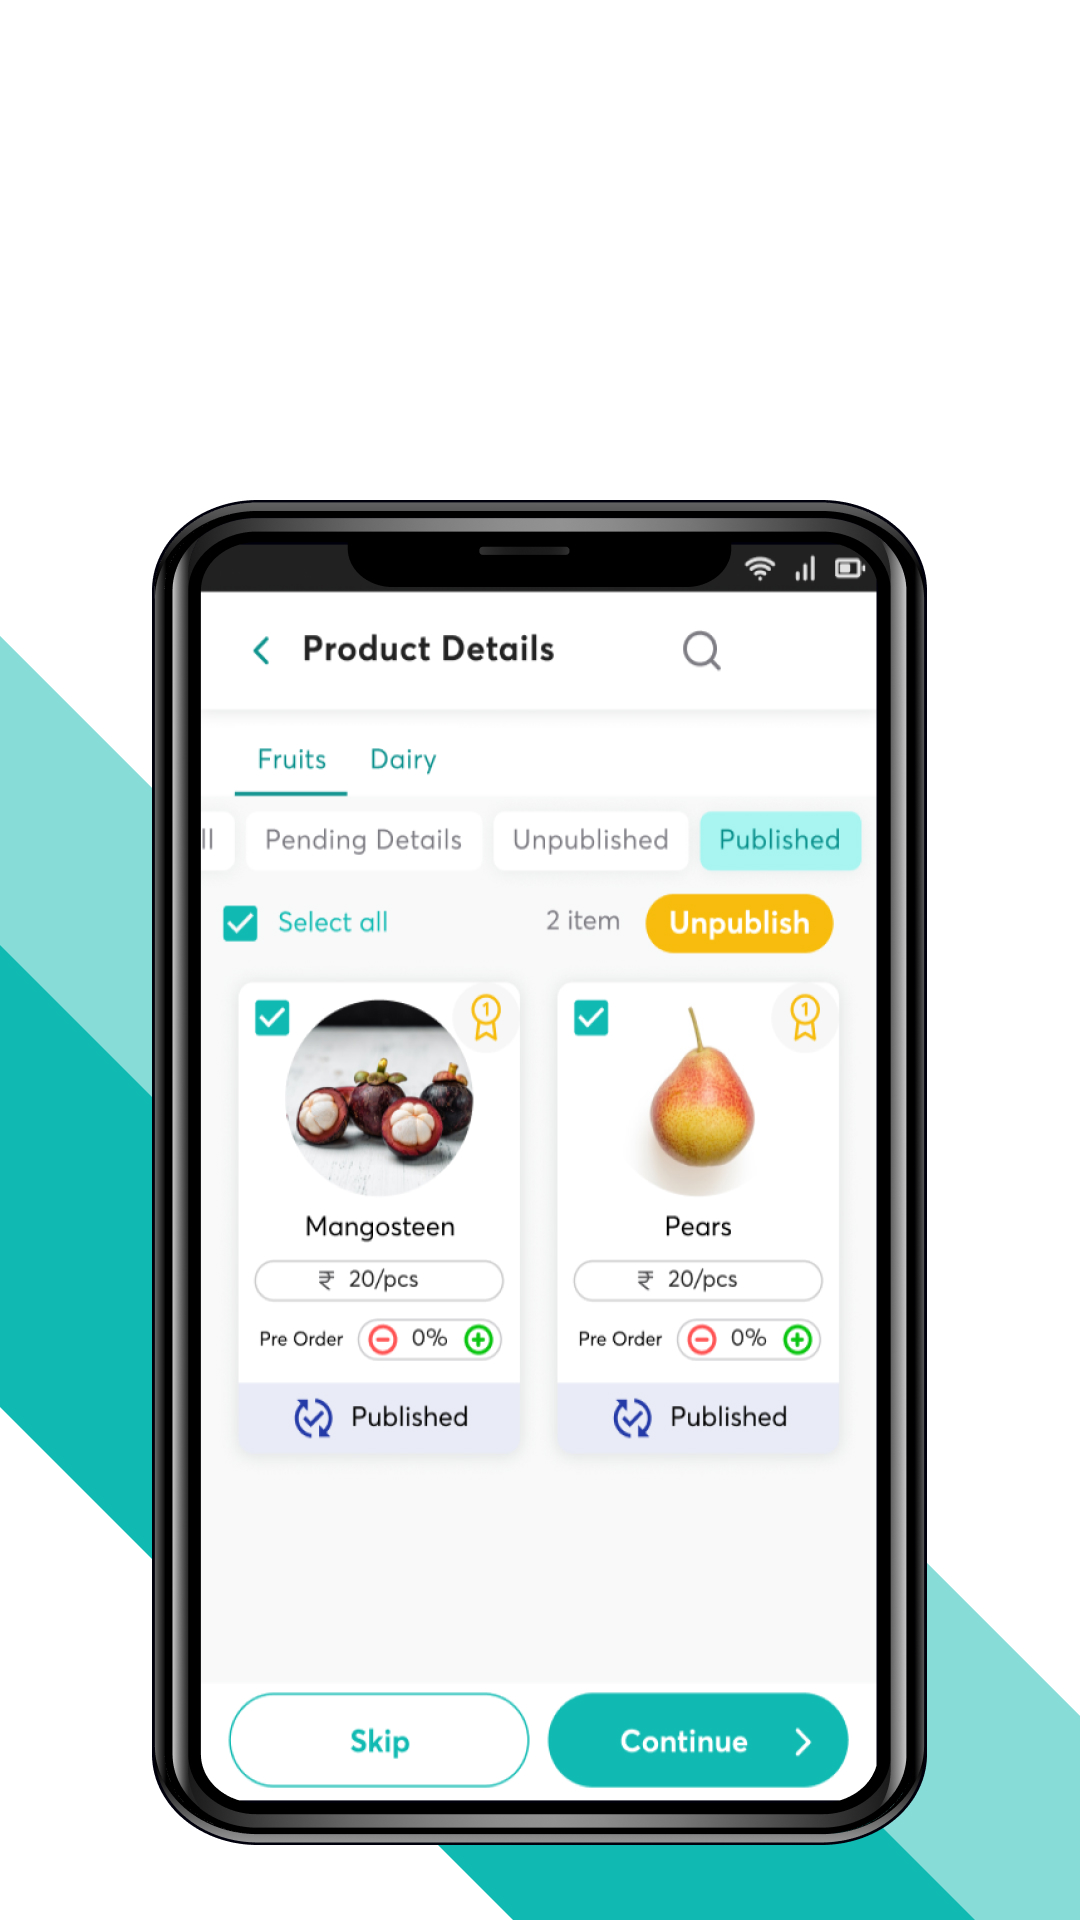 Product Details
Fruits Dairy
ll Pending Details Unpublished Published
Select all 2 item Unpublish
1 1
Mangosteen Pears
₹ 20/pcs ₹ 20/pcs
Pre Order 0% Pre Order 0%
Published Published
Skip Continue